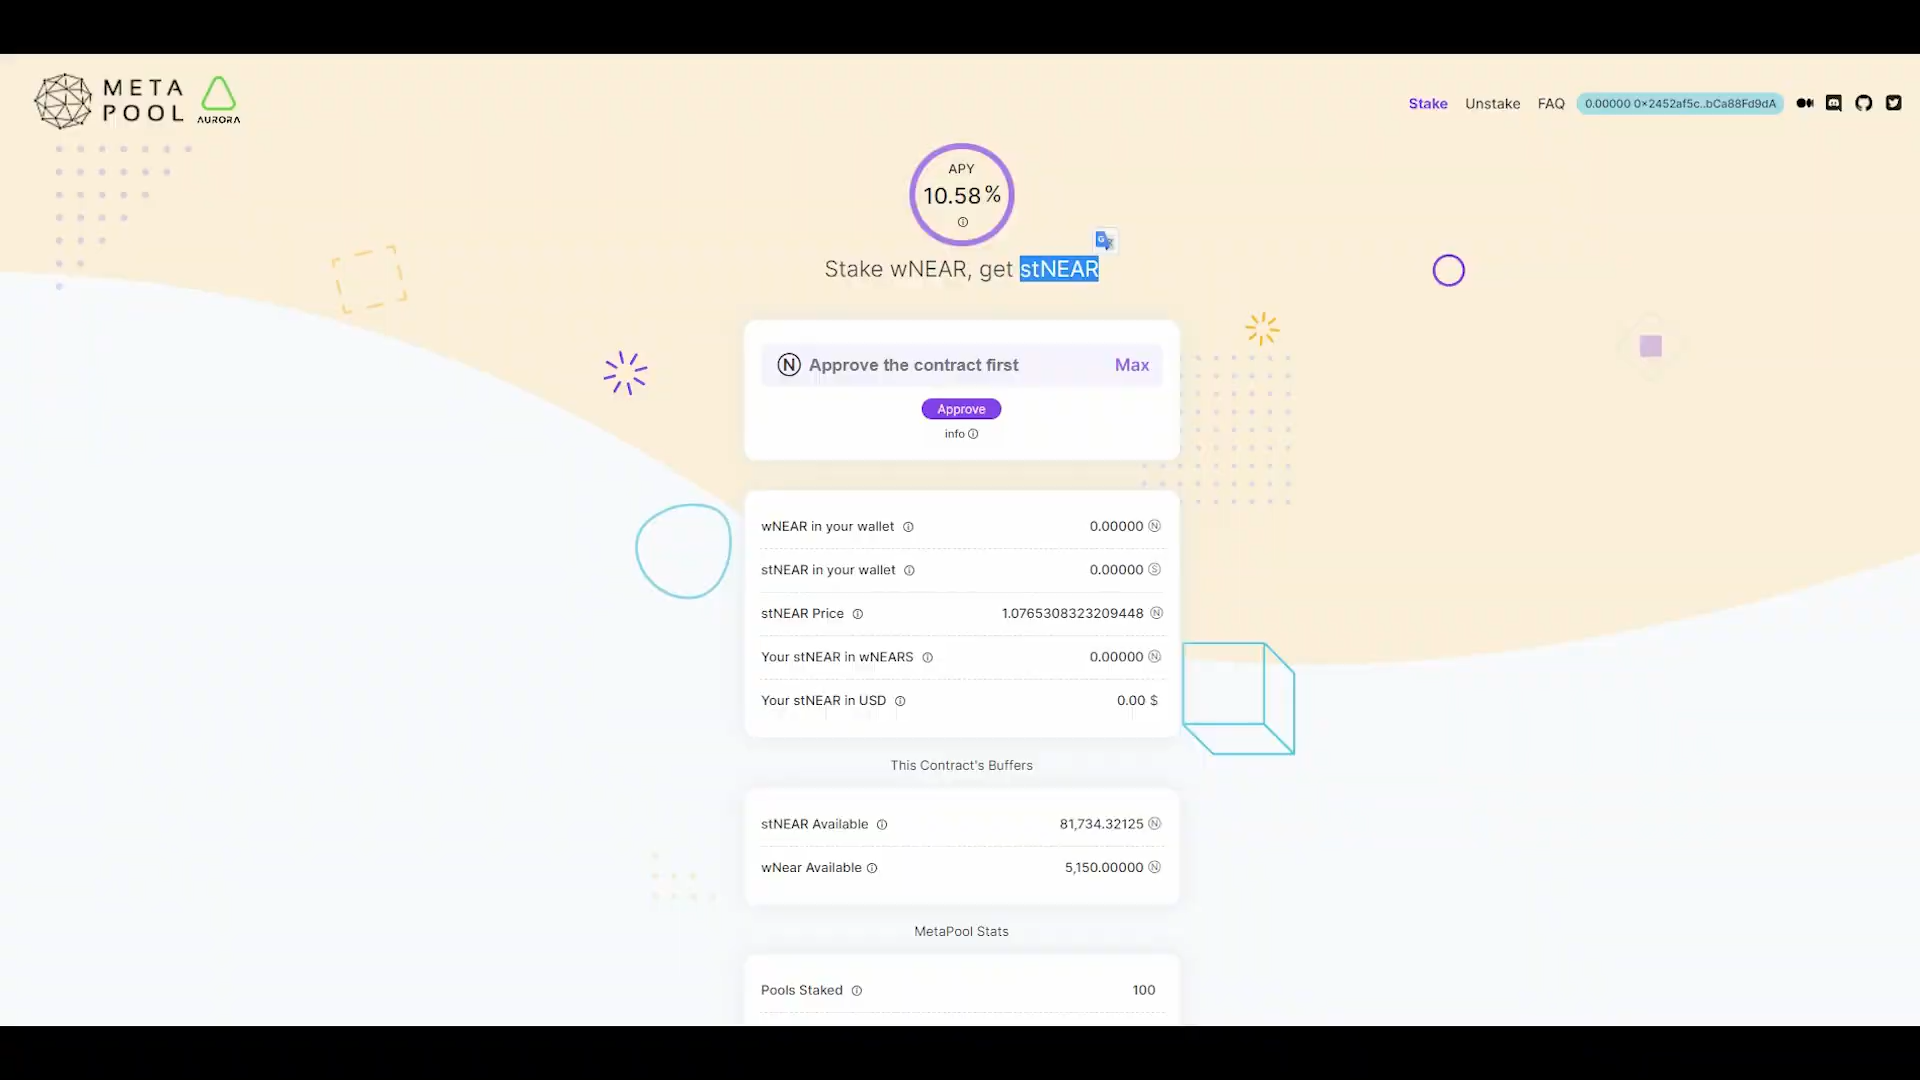 META
POOL
AURORA
Stake
Unstake
FAQ
0.00000 0×2452af5c..bCa88Fd9dA
APY
10.58%
Stake wNEAR, get stNEAR
Approve the contract first
Max
Approve
info
wNEAR in your wallet 0.00000
stNEAR in your wallet 0.00000
stNEAR Price 1.0765308323209448
Your stNEAR in wNEARS 0.00000
Your stNEAR in USD 0.00 $
This Contract's Buffers
stNEAR Available 81,734.32125
wNear Available 5,150.00000
MetaPool Stats
Pools Staked 100